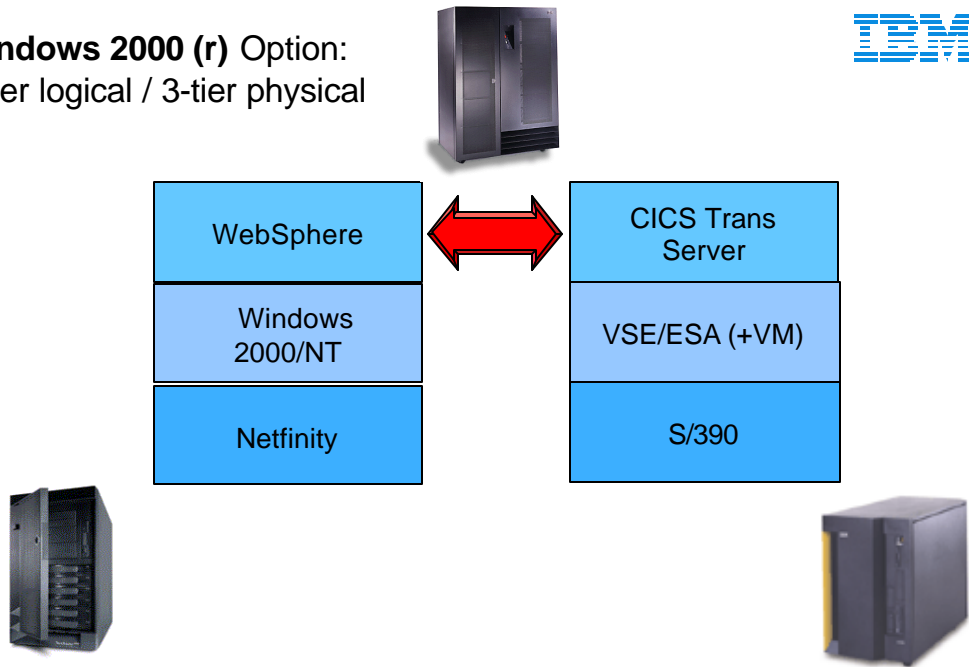 ndows 2000 (r) Option:
er logical / 3-tier physical
IBM
WebSphere
CICS Trans
Server
Windows
2000/NT
VSE/ESA (+VM)
Netfinity
S/390